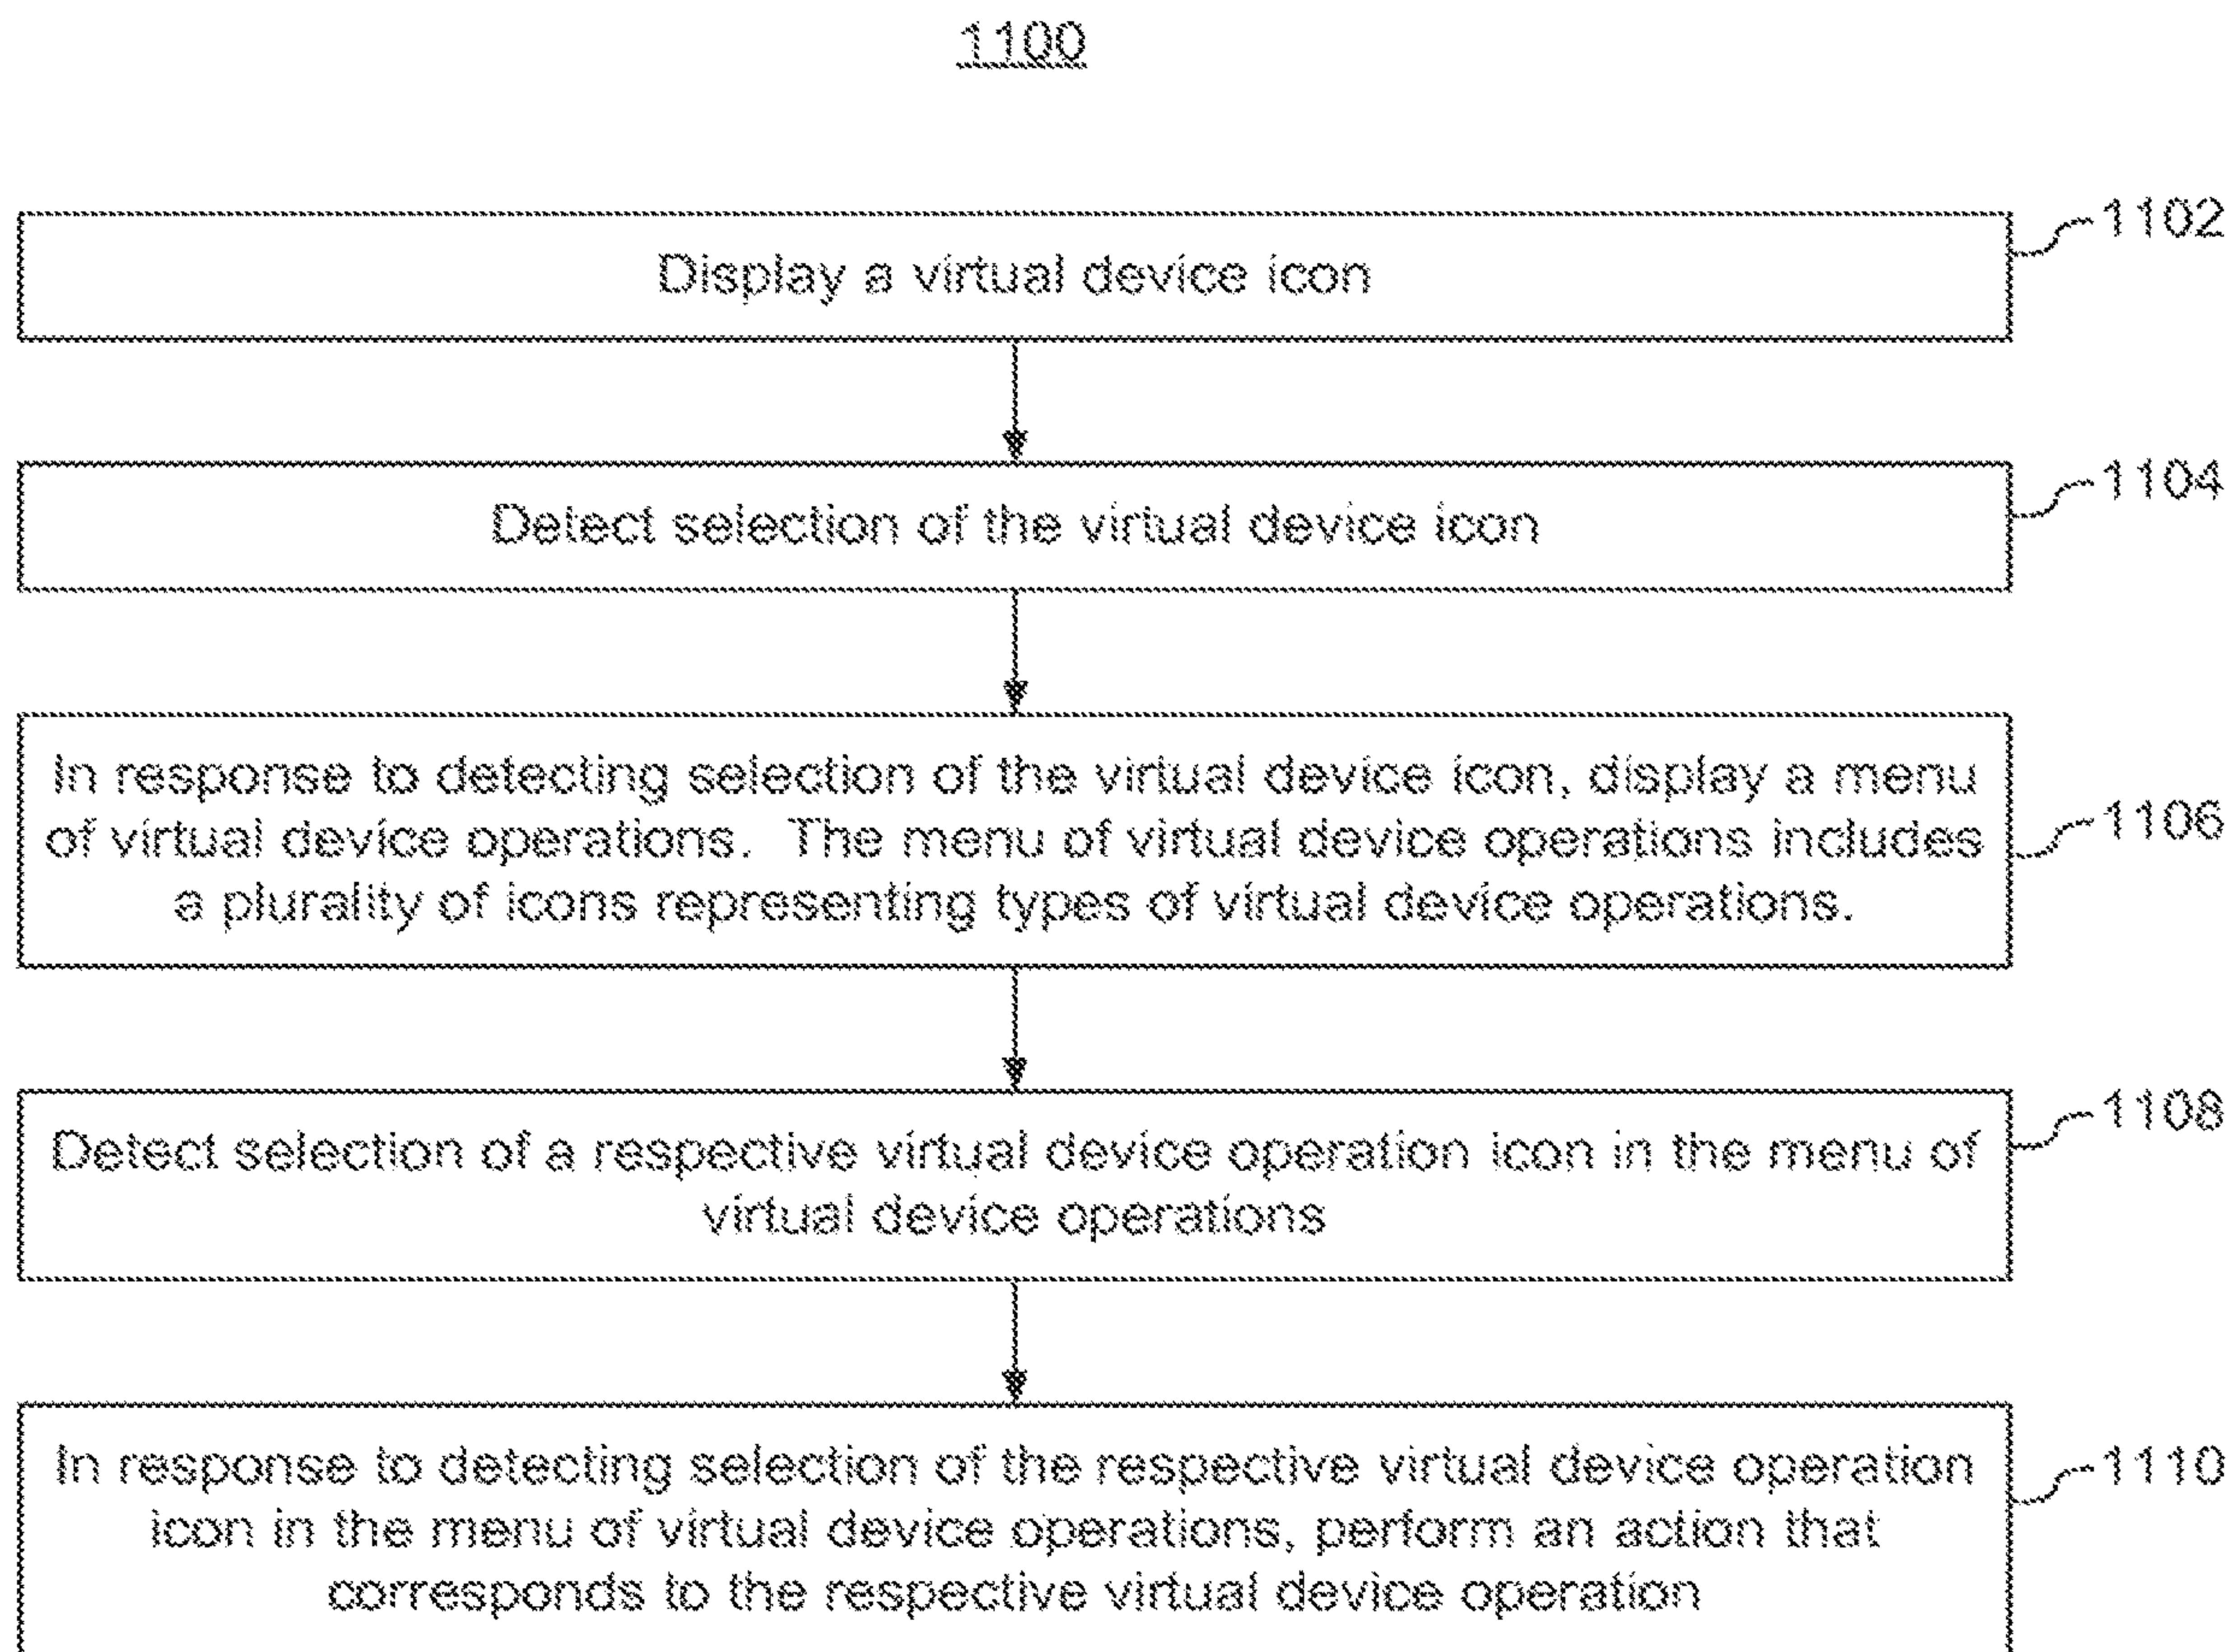 1100
Display a virtual device icon
1102
Detect selection of the virtual device icon
1104
In response to detecting selection of the virtual device icon, display a menu
of virtual device operations. The menu of virtual device operations includes
a plurality of icons representing types of virtual device operations.
1106
Detect selection of a respective virtual device operation icon in the menu of
virtual device operations
1108
In response to detecting selection of the respective virtual device operation
icon in the menu of virtual device operations, perform an action that
corresponds to the respective virtual device operation
1110